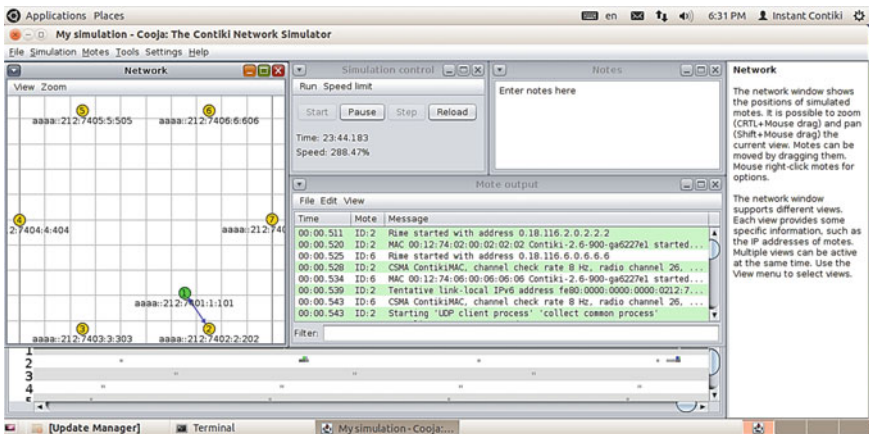 Applications Places
en
6:31 PM
Instant Contiki
My simulation - Cooja: The Contiki Network Simulator
File Simulation Motes Tools Settings Help
Network
View Zoom
5
aaaa::212:7405:5:505
6
aaaa::212:7406:6:606
4
2:7404:4:404
7
aaaa::212:740
1
aaaa::212:7401:1:101
3
aaaa::212:7403:3:303
2
aaaa::212:7402:2:202
Simulation control
Run Speed limit
Start Pause Step Reload
Time: 23:44.183
Speed: 288.47%
Notes
Enter notes here
Mote output
File Edit View
Time Mote Message
00:00.511 ID:2 Rime started with address 0.18.116.2.0.2.2.2
00:00.520 ID:2 MAC 00:12:74:02:00:02:02:02 Contiki-2.6-900-ga6227e1 started...
00:00.525 ID:6 Rime started with address 0.18.116.6.0.6.6.6
00:00.528 ID:2 CSMA ContikiMAC, channel check rate 8 Hz, radio channel 26, ...
00:00.534 ID:6 MAC 00:12:74:06:00:06:06:06 Contiki-2.6-900-ga6227e1 started...
00:00.539 ID:2 Tentative link-local IPv6 address fe80:0000:0000:0000:0212:7...
00:00.543 ID:6 CSMA ContikiMAC, channel check rate 8 Hz, radio channel 26, ...
00:00.543 ID:2 Starting 'UDP client process' 'collect common process'
Filter:
Network
The network window shows
the positions of simulated
motes. It is possible to zoom
(CRTL+Mouse drag) and pan
(Shift+Mouse drag) the
current view. Motes can be
moved by dragging them.
Mouse right-click motes for
options.
The network window
supports different views.
Each view provides some
specific information, such as
the IP addresses of motes.
Multiple views can be active
at the same time. Use the
View menu to select views.
1
2
3
4
[Update Manager]
Terminal
My simulation - Cooja:...